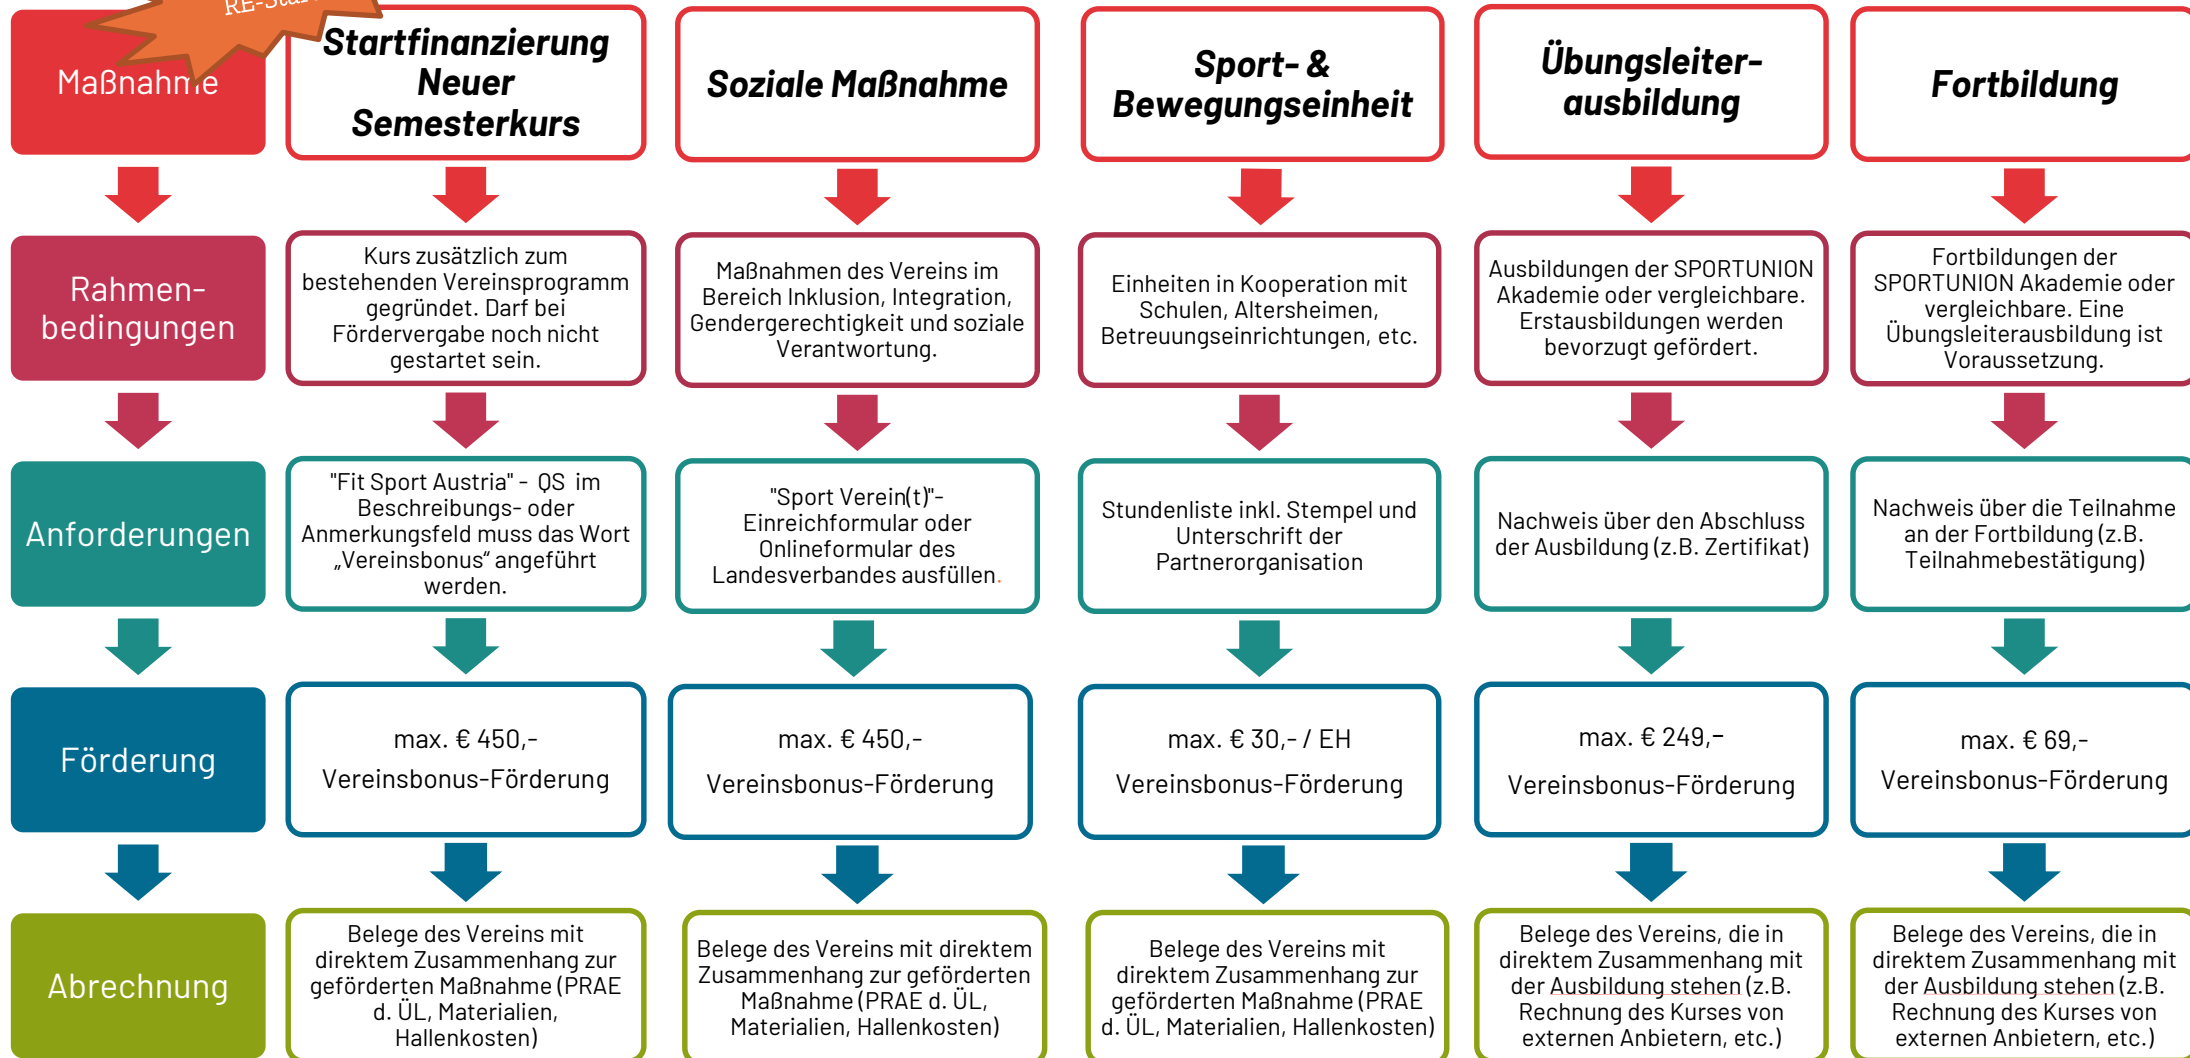 RE-Start
Maßnahme
Startfinanzierung
Neuer
Semesterkurs
Soziale Maßnahme
Sport- &
Bewegungseinheit
Übungsleiter-
ausbildung
Fortbildung
Rahmen-
bedingungen
Kurs zusätzlich zum
bestehenden Vereinsprogramm
gegründet. Darf bei
Fördervergabe noch nicht
gestartet sein.
Maßnahmen des Vereins im
Bereich Inklusion, Integration,
Gendergerechtigkeit und soziale
Verantwortung.
Einheiten in Kooperation mit
Schulen, Altersheimen,
Betreuungseinrichtungen, etc.
Ausbildungen der SPORTUNION
Akademie oder vergleichbare.
Erstausbildungen werden
bevorzugt gefördert.
Fortbildungen der
SPORTUNION Akademie oder
vergleichbare. Eine
Übungsleiterausbildung ist
Voraussetzung.
Anforderungen
"Fit Sport Austria" - QS im
Beschreibungs- oder
Anmerkungsfeld muss das Wort
„Vereinsbonus“ angeführt
werden.
"Sport Verein(t)"-
Einreichformular oder
Onlineformular des
Landesverbandes ausfüllen.
Stundenliste inkl. Stempel und
Unterschrift der
Partnerorganisation
Nachweis über den Abschluss
der Ausbildung (z.B. Zertifikat)
Nachweis über die Teilnahme
an der Fortbildung (z.B.
Teilnahmebestätigung)
Förderung
max. € 450,-
Vereinsbonus-Förderung
max. € 450,-
Vereinsbonus-Förderung
max. € 30,- / EH
Vereinsbonus-Förderung
max. € 249,-
Vereinsbonus-Förderung
max. € 69,-
Vereinsbonus-Förderung
Abrechnung
Belege des Vereins mit
direktem Zusammenhang zur
geförderten Maßnahme (PRAE
d. ÜL, Materialien,
Hallenkosten)
Belege des Vereins mit direktem
Zusammenhang zur geförderten
Maßnahme (PRAE d. ÜL,
Materialien, Hallenkosten)
Belege des Vereins mit
direktem Zusammenhang zur
geförderten Maßnahme (PRAE
d. ÜL, Materialien, Hallenkosten)
Belege des Vereins, die in
direktem Zusammenhang mit
der Ausbildung stehen (z.B.
Rechnung des Kurses von
externen Anbietern, etc.)
Belege des Vereins, die in
direktem Zusammenhang mit
der Ausbildung stehen (z.B.
Rechnung des Kurses von
externen Anbietern, etc.)